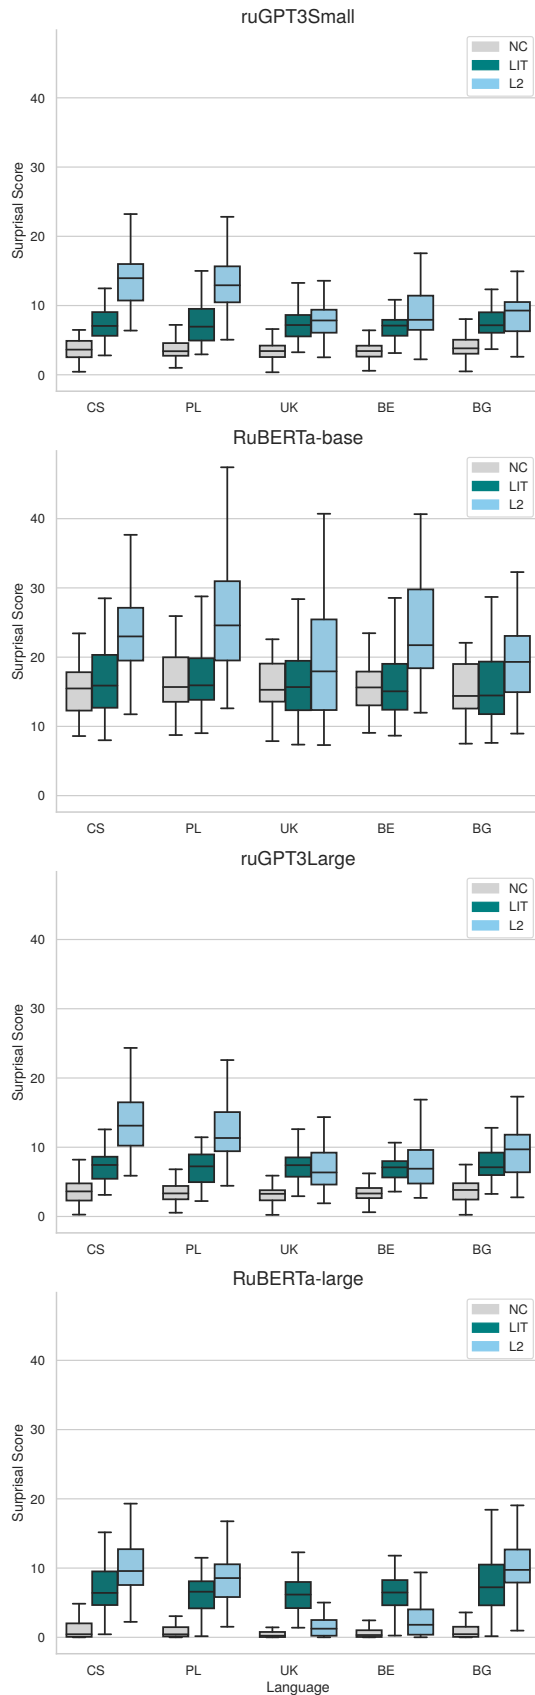 ruGPT3Small
NC
LIT
L2
40
30
20
10
0
Surprisal Score
CS PL UK BE BG
RuBERTa-base
NC
LIT
L2
40
30
20
10
0
Surprisal Score
CS PL UK BE BG
ruGPT3Large
NC
LIT
L2
40
30
20
10
0
Surprisal Score
CS PL UK BE BG
RuBERTa-large
NC
LIT
L2
40
30
20
10
0
Surprisal Score
CS PL UK BE BG
Language